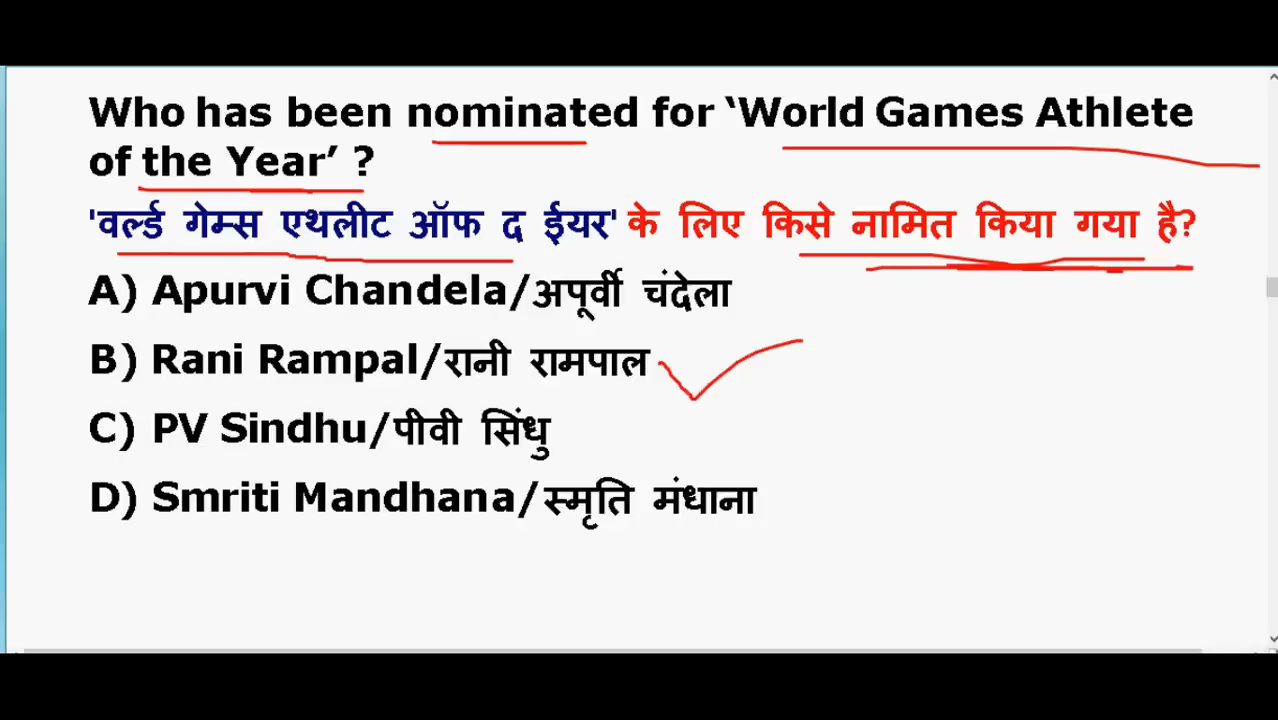 Who has been nominated for ‘World Games Athlete
of the Year’ ?
'वर्ल्ड गेम्स एथलीट ऑफ द ईयर' के लिए किसे नामित किया गया है?
A) Apurvi Chandela/अपूर्वी चंदेला
B) Rani Rampal/रानी रामपाल
C) PV Sindhu/पीवी सिंधु
D) Smriti Mandhana/स्मृति मंधाना